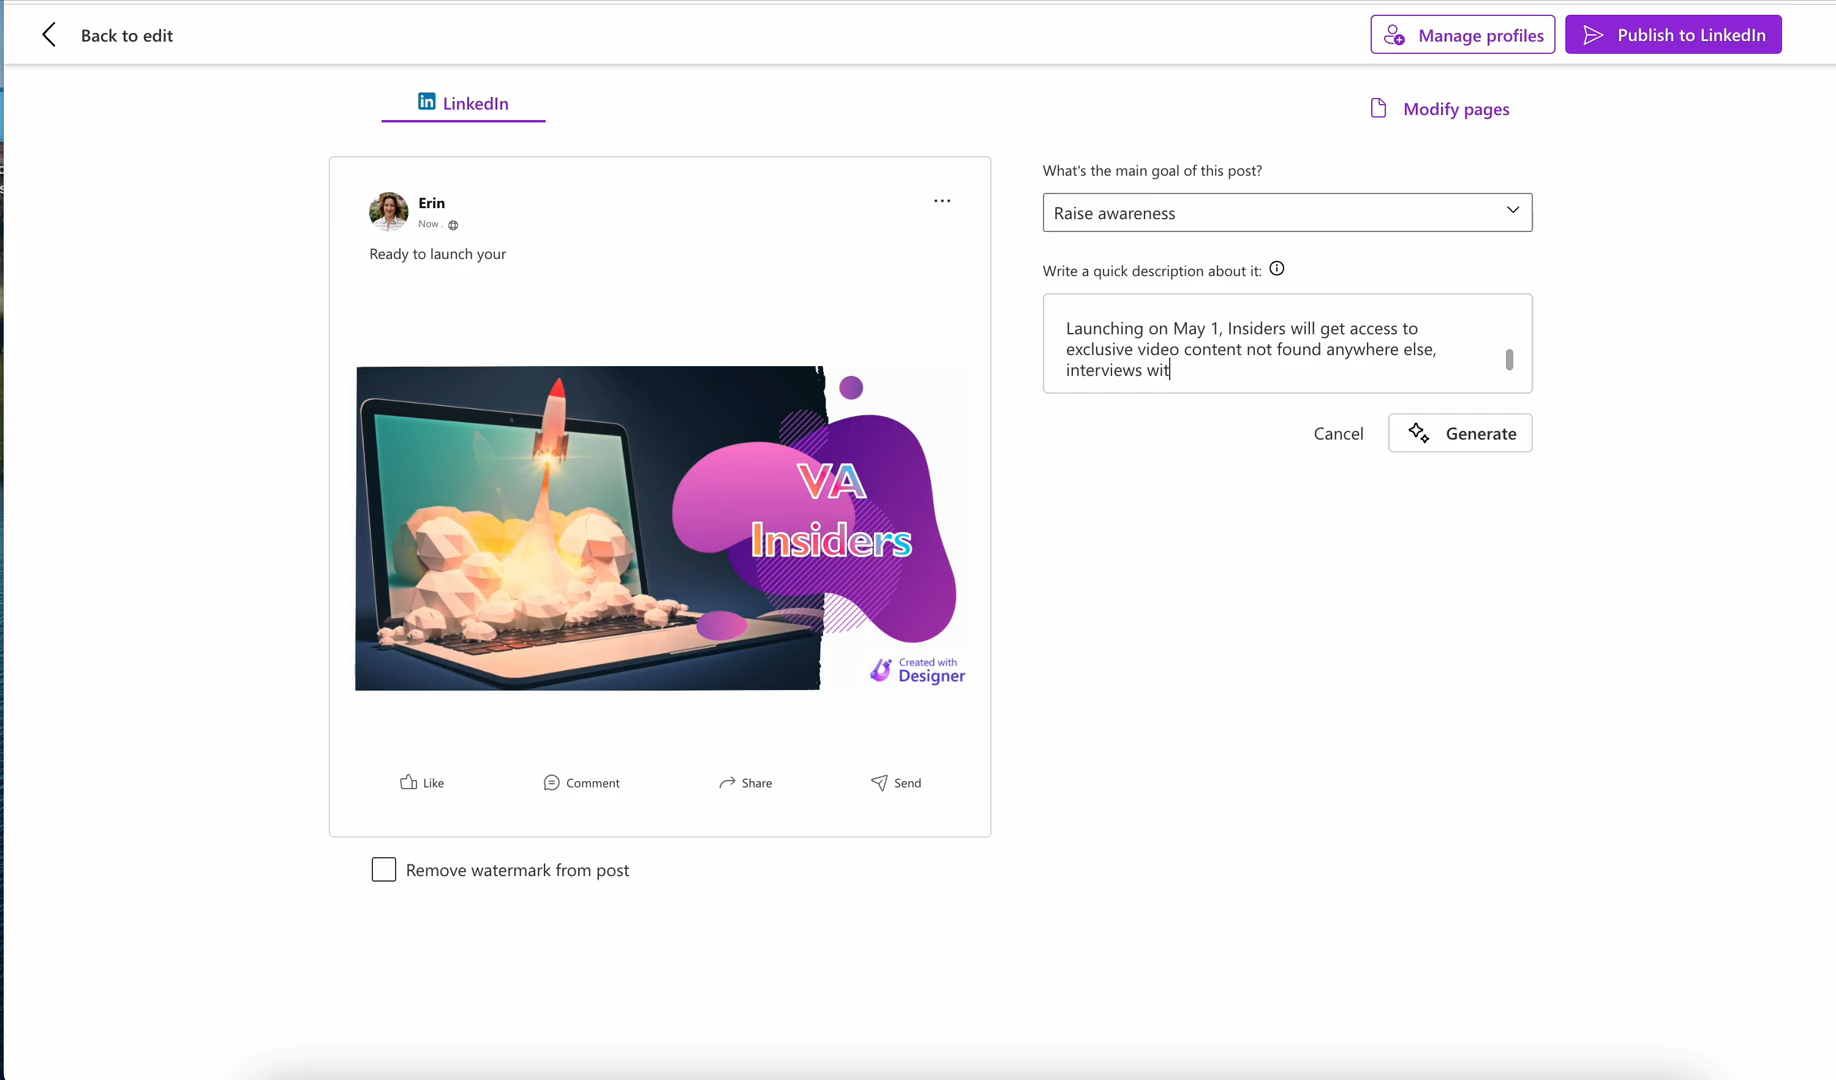 Back to edit
Manage profiles
Publish to LinkedIn
in LinkedIn
Modify pages
Erin
Now .
Ready to launch your
VA
Insiders
Created with
Designer
Like
Comment
Share
Send
Remove watermark from post
What's the main goal of this post?
Raise awareness
Write a quick description about it:
Launching on May 1, Insiders will get access to
exclusive video content not found anywhere else,
interviews wit
Cancel
Generate